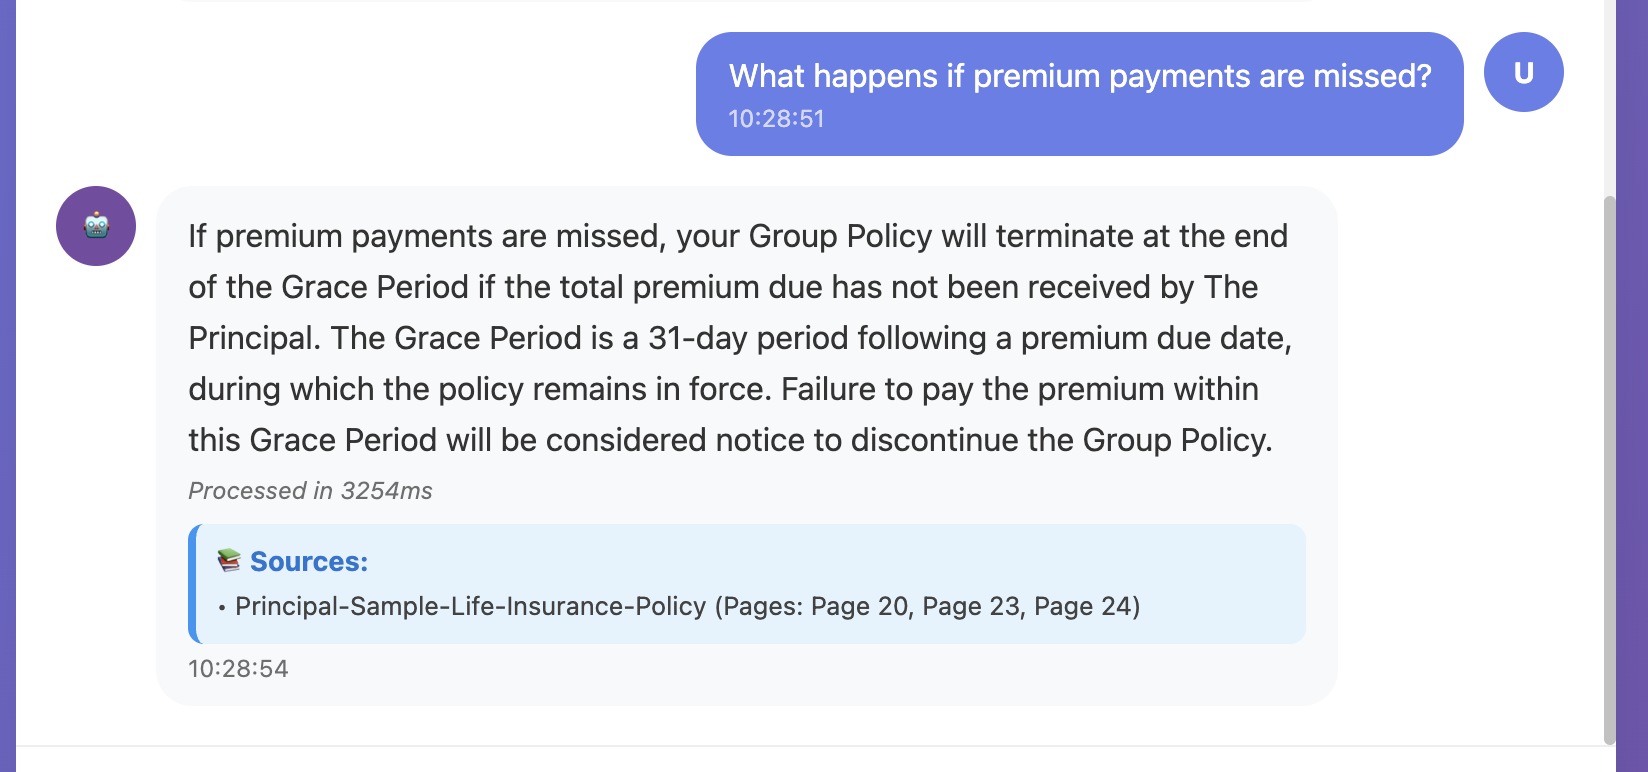 What happens if premium payments are missed?
10:28:51
U
If premium payments are missed, your Group Policy will terminate at the end
of the Grace Period if the total premium due has not been received by The
Principal. The Grace Period is a 31-day period following a premium due date,
during which the policy remains in force. Failure to pay the premium within
this Grace Period will be considered notice to discontinue the Group Policy.
Processed in 3254ms
📚 Sources:
• Principal-Sample-Life-Insurance-Policy (Pages: Page 20, Page 23, Page 24)
10:28:54